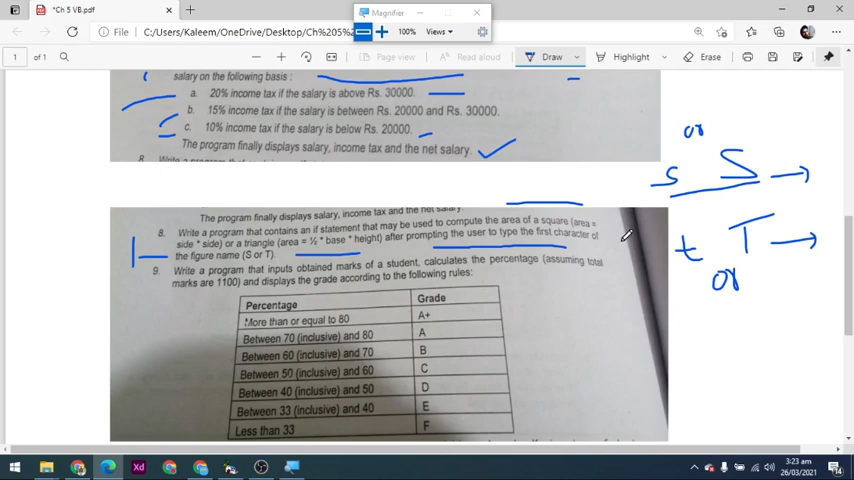 *Ch 5 VB.pdf
Magnifier
100% Views
File C:/Users/Kaleem/OneDrive/Desktop/Ch%205%
1 of 1
Page view
Read aloud
Draw
Highlight
Erase
salary on the following basis :
a. 20% income tax if the salary is above Rs. 30000.
b. 15% income tax if the salary is between Rs. 20000 and Rs. 30000.
c. 10% income tax if the salary is below Rs. 20000.
The program finally displays salary, income tax and the net salary.
or
s S
t T
or
The program finally displays salary, income tax and the net salary.
8. Write a program that contains an if statement that may be used to compute the area of a square (area =
side * side) or a triangle (area = ½ * base * height) after prompting the user to type the first character of
the figure name (S or T).
9. Write a program that inputs obtained marks of a student, calculates the percentage (assuming total
marks are 1100) and displays the grade according to the following rules:
Percentage Grade
More than or equal to 80 A+
Between 70 (inclusive) and 80 A
Between 60 (inclusive) and 70 B
Between 50 (inclusive) and 60 C
Between 40 (inclusive) and 50 D
Between 33 (inclusive) and 40 E
Less than 33 F
Xd
3:23 pm
26/03/2021
14